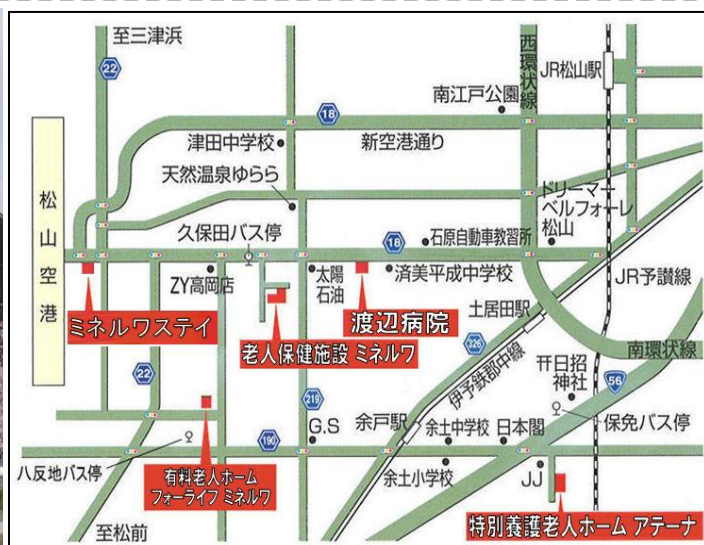 至三津浜
22
西環状線
JR松山駅
南江戸公園
18
新空港通り
津田中学校
天然温泉ゆらら
松山空港
久保田バス停
18
石原自動車教習所
ドリーマー
ベルフォーレ
松山
ZY高岡店
太陽
石油
済美平成中学校
JR予讃線
ミネルワステイ
老人保健施設 ミネルワ
渡辺病院
土居田駅
326
伊予鉄郡中線
南環状線
22
219
日招
神社
56
G.S
余戸駅
余土中学校
日本閣
保免バス停
190
八反地バス停
有料老人ホーム
フォーライフ ミネルワ
余土小学校
JJ
至松前
特別養護老人ホーム アテーナ